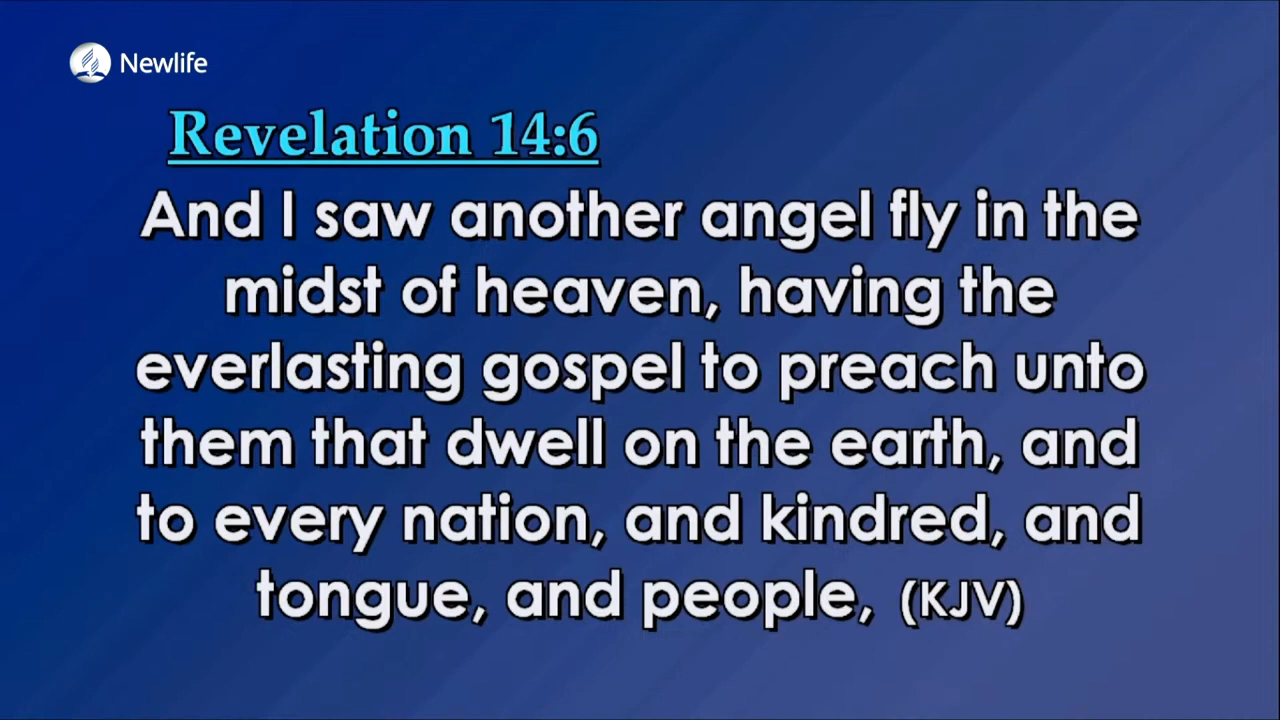 Newlife
Revelation 14:6
And I saw another angel fly in the
midst of heaven, having the
everlasting gospel to preach unto
them that dwell on the earth, and
to every nation, and kindred, and
tongue, and people, (KJV)